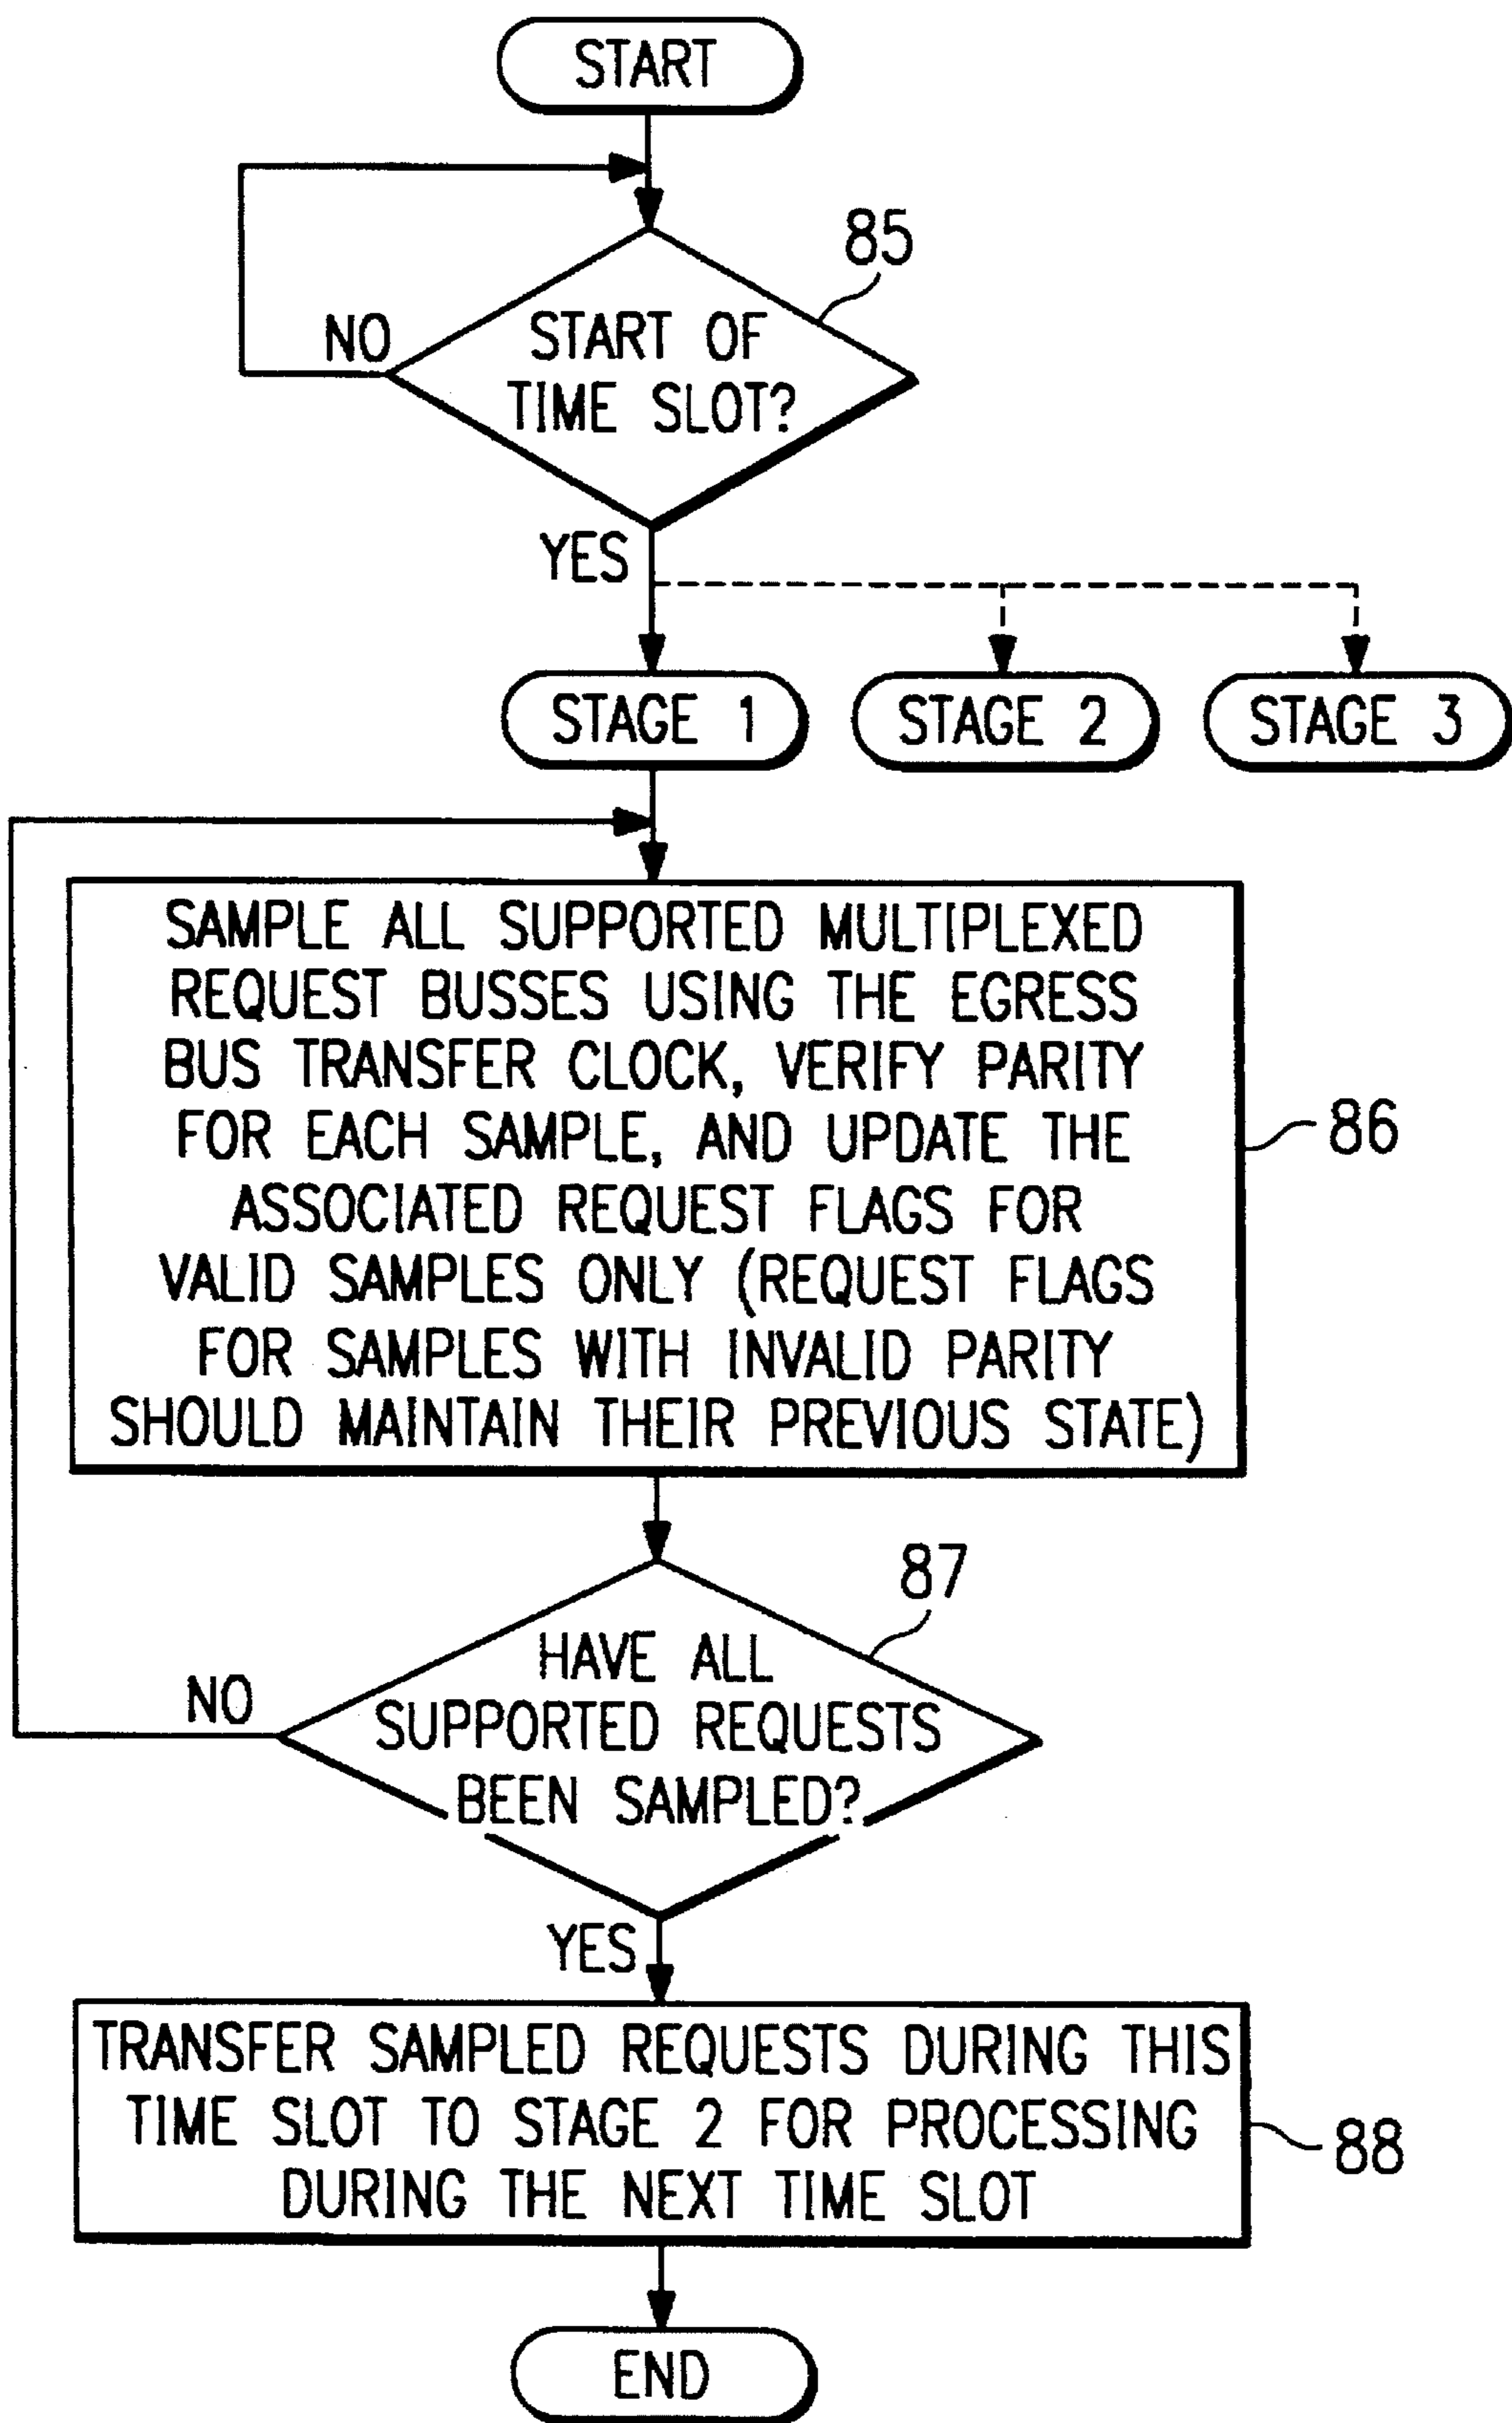 START
85
NO
START OF
TIME SLOT?
YES
STAGE 1
STAGE 2
STAGE 3
SAMPLE ALL SUPPORTED MULTIPLEXED
REQUEST BUSSES USING THE EGRESS
BUS TRANSFER CLOCK, VERIFY PARITY
FOR EACH SAMPLE, AND UPDATE THE
ASSOCIATED REQUEST FLAGS FOR
VALID SAMPLES ONLY (REQUEST FLAGS
FOR SAMPLES WITH INVALID PARITY
SHOULD MAINTAIN THEIR PREVIOUS STATE)
86
87
HAVE ALL
NO
SUPPORTED REQUESTS
BEEN SAMPLED?
YES
TRANSFER SAMPLED REQUESTS DURING THIS
TIME SLOT TO STAGE 2 FOR PROCESSING
DURING THE NEXT TIME SLOT
88
END